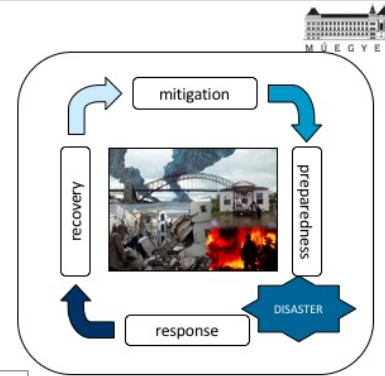 MŰEGYE
mitigation
recovery
preparedness
DISASTER
response